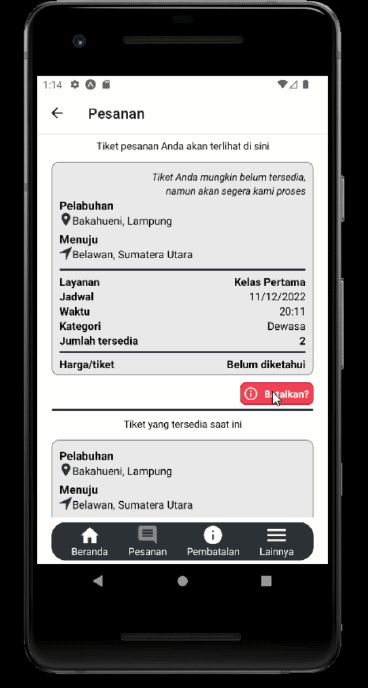 1:14
Pesanan
Tiket pesanan Anda akan terlihat di sini
Tiket Anda mungkin belum tersedia,
namun akan segera kami proses
Pelabuhan
Bakahueni, Lampung
Menuju
Belawan, Sumatera Utara
Layanan Kelas Pertama
Jadwal 11/12/2022
Waktu 20:11
Kategori Dewasa
Jumlah tersedia 2
Harga/tiket Belum diketahui
Batalkan?
Tiket yang tersedia saat ini
Pelabuhan
Bakahueni, Lampung
Menuju
Belawan, Sumatera Utara
Beranda Pesanan Pembatalan Lainnya